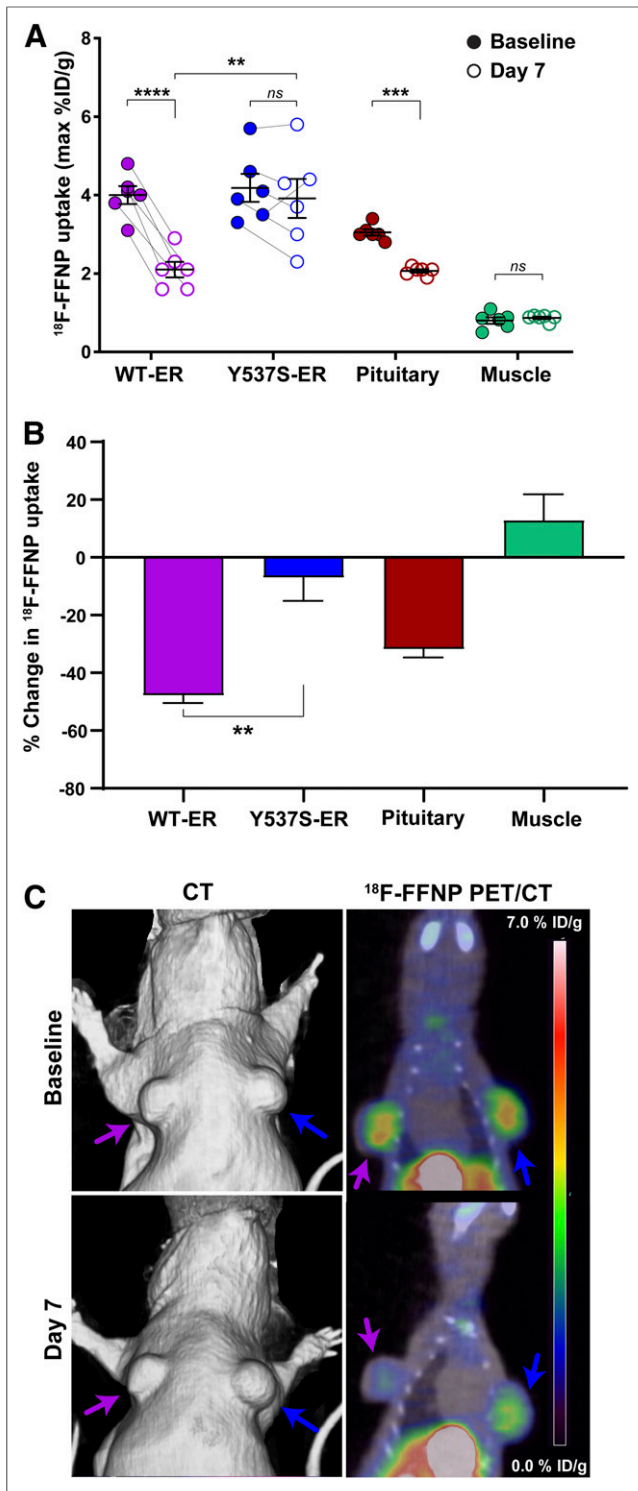 A
Baseline
Day 7
¹⁸F-FFNP uptake (max %ID/g)
8
6
4
2
0
**
****
ns
***
ns
WT-ER Y537S-ER Pituitary Muscle
B
% Change in ¹⁸F-FFNP uptake
40
20
0
-20
-40
-60
-80
**
WT-ER Y537S-ER Pituitary Muscle
C
CT ¹⁸F-FFNP PET/CT
Baseline
7.0 % ID/g
Day 7
0.0 % ID/g